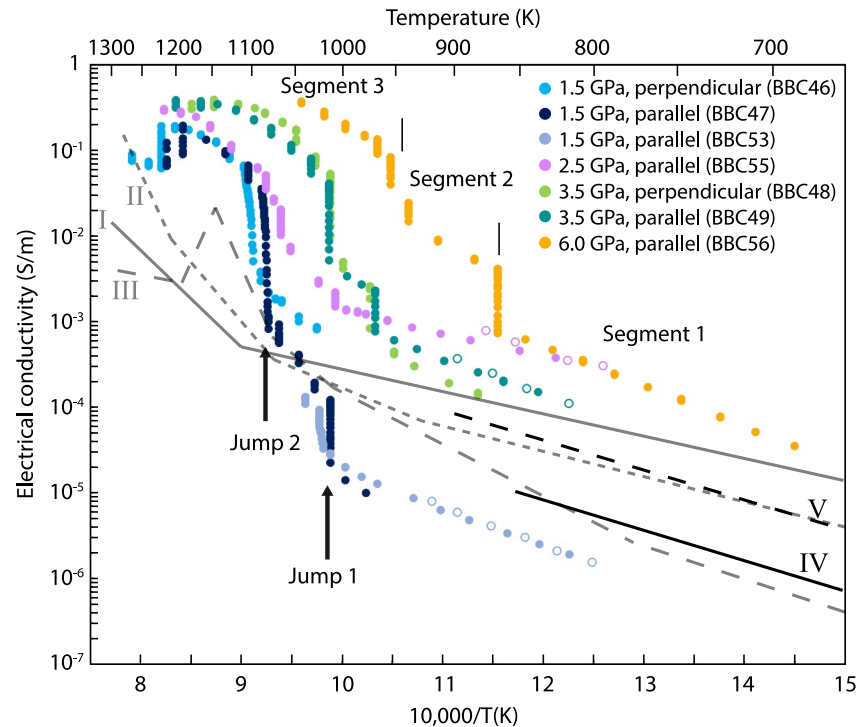 Temperature (K)
1300 1200 1100 1000 900 800 700
1
10-1
10-2
10-3
10-4
10-5
10-6
10-7
Electrical conductivity (S/m)
Segment 3
Segment 2
Segment 1
1.5 GPa, perpendicular (BBC46)
1.5 GPa, parallel (BBC47)
1.5 GPa, parallel (BBC53)
2.5 GPa, parallel (BBC55)
3.5 GPa, perpendicular (BBC48)
3.5 GPa, parallel (BBC49)
6.0 GPa, parallel (BBC56)
I
II
III
Jump 2
Jump 1
V
IV
8 9 10 11 12 13 14 15
10,000/T(K)